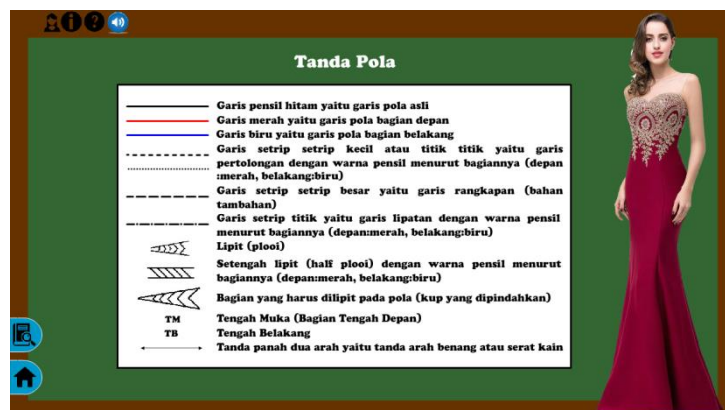 Tanda Pola
Garis pensil hitam yaitu garis pola asli
Garis merah yaitu garis pola bagian depan
Garis biru yaitu garis pola bagian belakang
Garis setrip setrip kecil atau titik titik yaitu garis
pertolongan dengan warna pensil menurut bagiannya (depan
:merah, belakang:biru)
Garis setrip setrip besar yaitu garis rangkapan (bahan
tambahan)
Garis setrip titik yaitu garis lipatan dengan warna pensil
menurut bagiannya (depan:merah, belakang:biru)
Lipit (plooi)
Setengah lipit (half plooi) dengan warna pensil menurut
bagiannya (depan:merah, belakang:biru)
Bagian yang harus dilipit pada pola (kup yang dipindahkan)
TM Tengah Muka (Bagian Tengah Depan)
TB Tengah Belakang
Tanda panah dua arah yaitu tanda arah benang atau serat kain